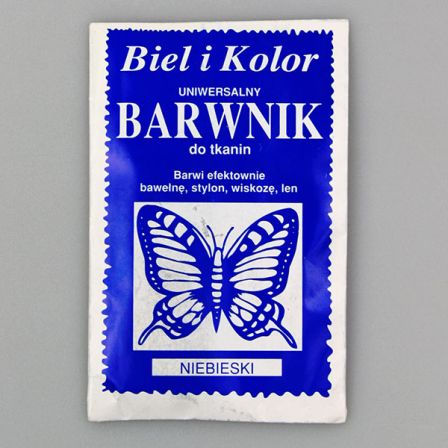 Biel i Kolor
UNIWERSALNY
BARWNIK
do tkanin
Barwi efektownie
bawełnę, stylon, wiskozę, len
NIEBIESKI